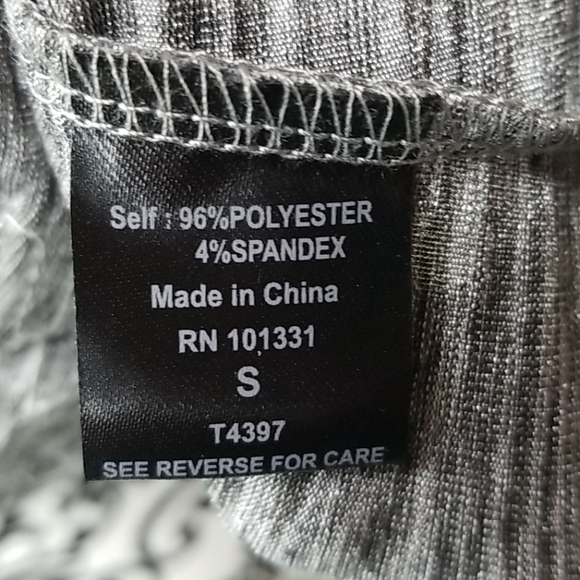 Self : 96%POLYESTER
4%SPANDEX
Made in China
RN 101331
S
T4397
SEE REVERSE FOR CARE